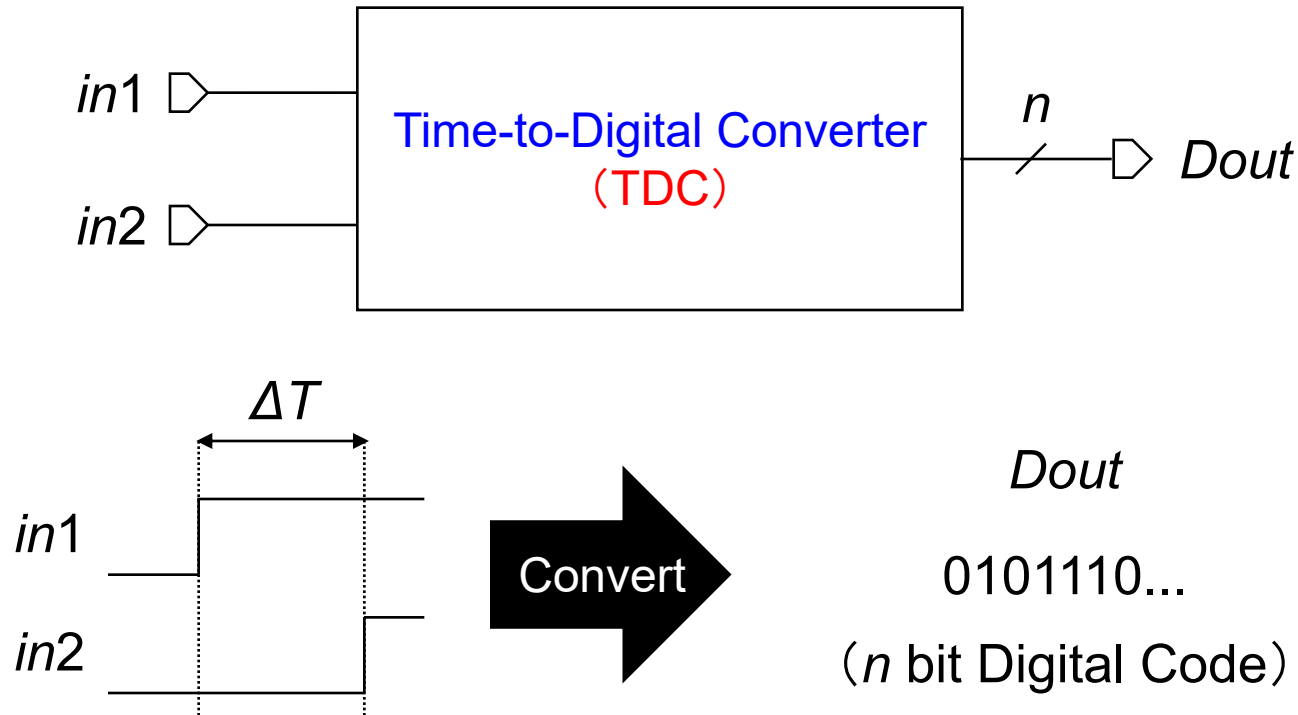 in1
in2
Time-to-Digital Converter
（TDC）
n
Dout
ΔT
in1
in2
Convert
Dout
0101110...
（n bit Digital Code）